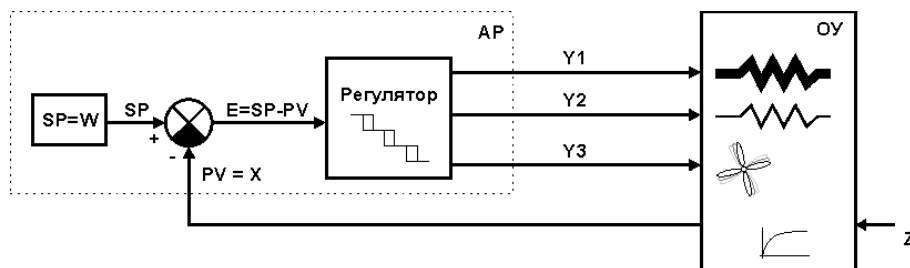 АР
ОУ
Y1
Регулятор
SP=W
SP
E=SP-PV
Y2
+
-
Y3
PV = X
Z